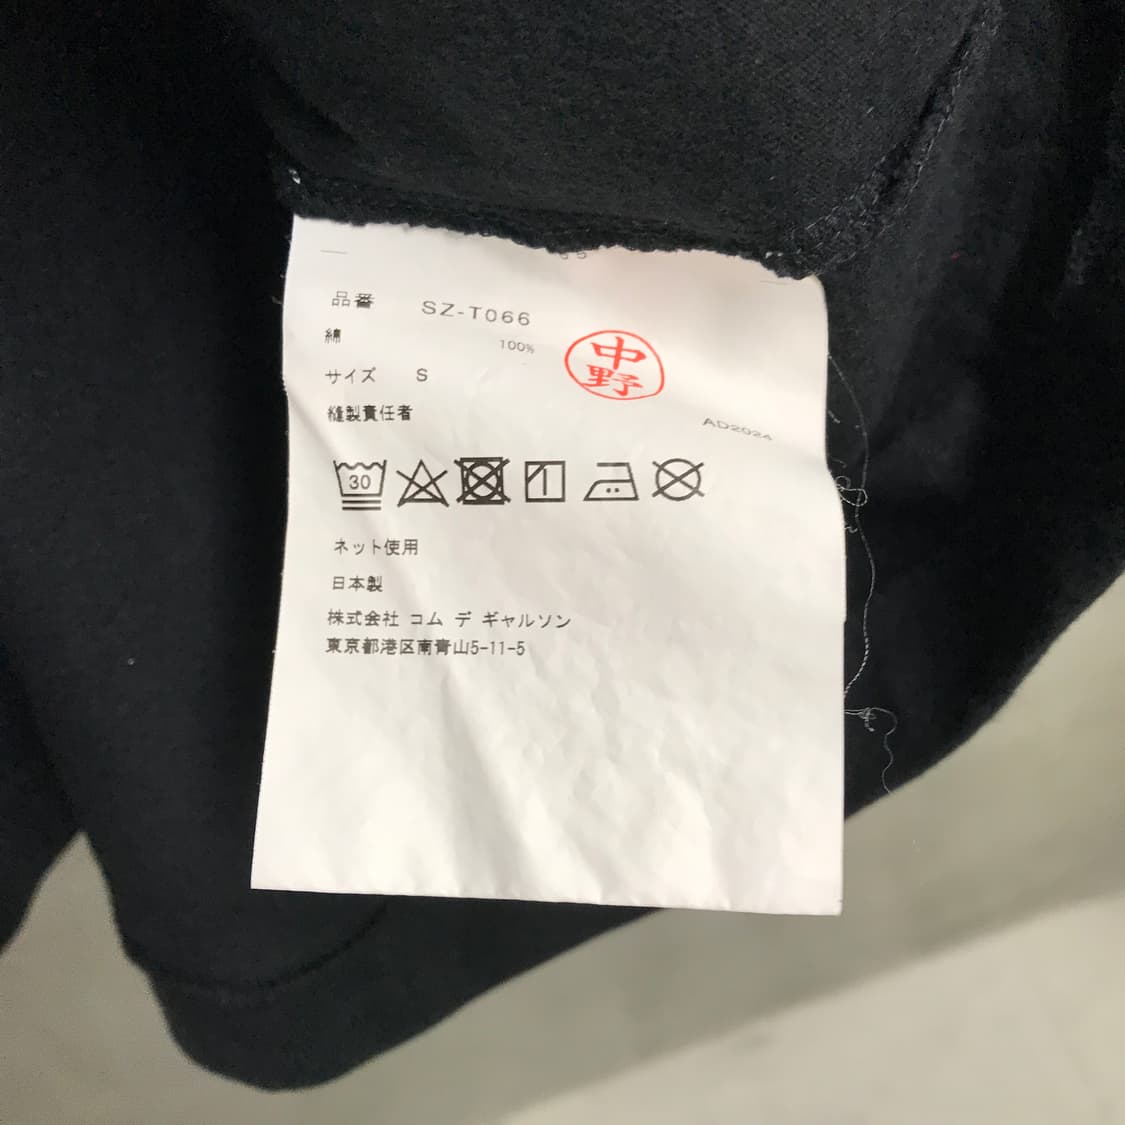 品番 SZ-T066
綿 100%
中野
サイズ S
縫製責任者
AD2024
30
ネット使用
日本製
株式会社 コム デ ギャルソン
東京都港区南青山5-11-5